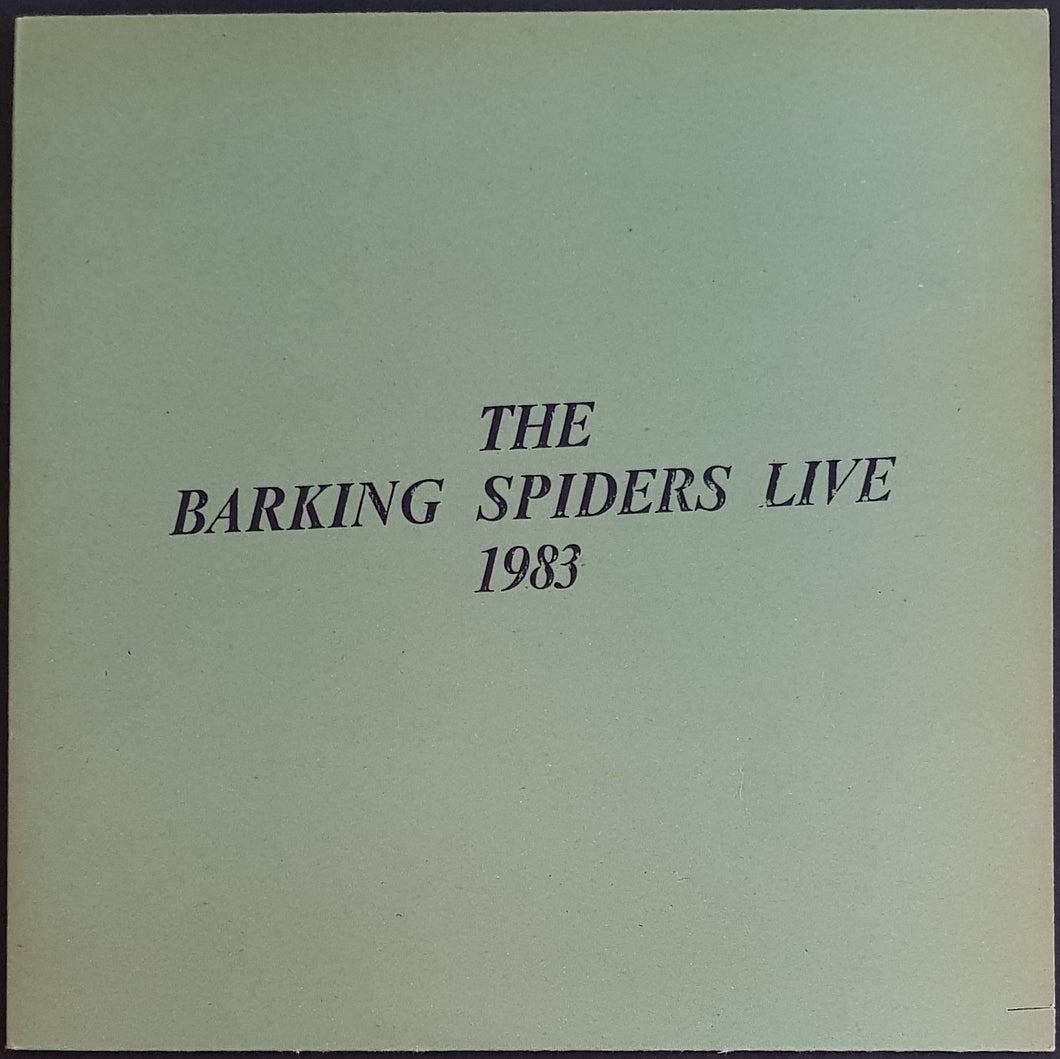 THE
BARKING SPIDERS LIVE
1983